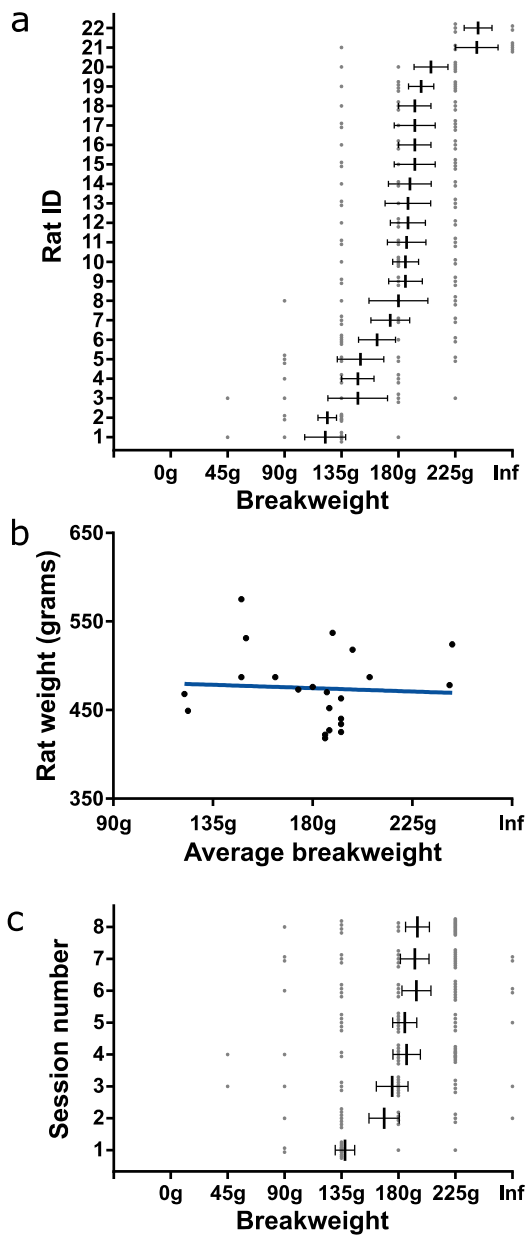 a
Rat ID
22
21
20
19
18
17
16
15
14
13
12
11
10
9
8
7
6
5
4
3
2
1
0g 45g 90g 135g 180g 225g Inf
Breakweight
b
Rat weight (grams)
650
550
450
350
90g 135g 180g 225g Inf
Average breakweight
c
Session number
8
7
6
5
4
3
2
1
0g 45g 90g 135g 180g 225g Inf
Breakweight